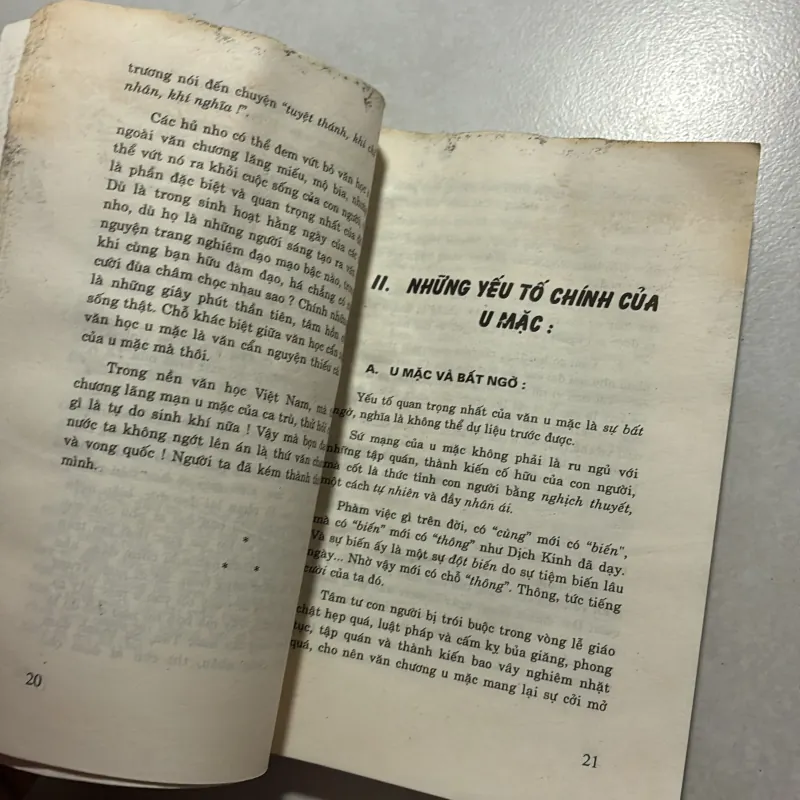 trương nói đến chuyện "tuyệt thánh, khí
nhân, khí nghĩa !".
Các hủ nho có thể đem vứt bỏ văn học
ngoài văn chương lăng miếu, mộ bia, nhưng
thể vứt nó ra khỏi cuộc sống của con người,
là phần đặc biệt và quan trọng nhất của
Dù là trong sinh hoạt hằng ngày của các
nho, dù họ là những người sáng tạo ra văn
nguyện trang nghiêm đạo mạo bậc nào,
khi cùng bạn hữu đàm đạo, há chẳng có
cười đùa châm chọc nhau sao ? Chính
là những giây phút thần tiên, tâm hồn
sống thật. Chỗ khác biệt giữa văn học cẩn
văn học u mặc là văn cẩn nguyện thiếu
của u mặc mà thôi.
Trong nền văn học Việt Nam, mà
chương lãng mạn u mặc của ca trù, thử hỏi
gì là tự do sinh khí nữa ! Vậy mà bọn
nước ta không ngớt lên án là thứ văn
và vong quốc ! Người ta đã kém thành
mình.
*
* *
20
II. NHỮNG YẾU TỐ CHÍNH CỦA
U MẶC :
A. U MẶC VÀ BẤT NGỜ :
Yếu tố quan trọng nhất của văn u mặc là sự bất
ngờ, nghĩa là không thể dự liệu trước được.
Sứ mạng của u mặc không phải là ru ngủ với
những tập quán, thành kiến cố hữu của con người,
mà cốt là thức tỉnh con người bằng nghịch thuyết,
một cách tự nhiên và đầy nhân ái.
Phàm việc gì trên đời, có "cùng" mới có "biến",
mà có "biến" mới có "thông" như Dịch Kinh đã dạy.
Và sự biến ấy là một sự đột biến do sự tiệm biến lâu
ngày... Nhờ vậy mới có chỗ "thông". Thông, tức tiếng
cười của ta đó.
Tâm tư con người bị trói buộc trong vòng lễ giáo
chật hẹp quá, luật pháp và cấm kỵ bủa giăng, phong
tục, tập quán và thành kiến bao vây nghiêm nhặt
quá, cho nên văn chương u mặc mang lại sự cởi mở
21